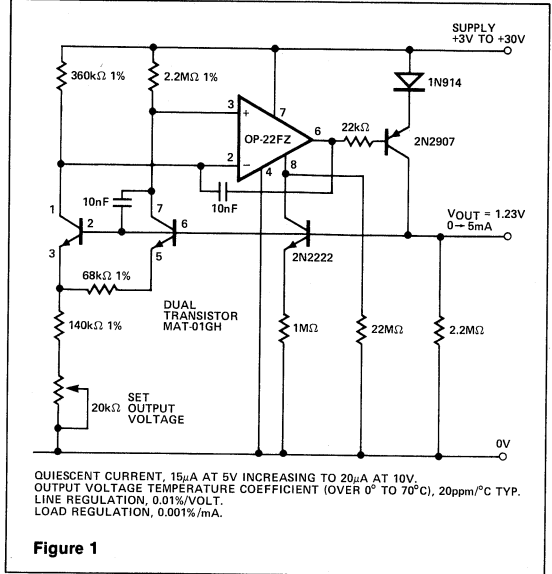 SUPPLY
+3V TO +30V
360kΩ 1%
2.2MΩ 1%
1N914
3
+
7
OP-22FZ
6
22kΩ
2N2907
2
−
4
8
10nF
10nF
1
2
7
6
VOUT = 1.23V
0→5mA
3
5
2N2222
68kΩ 1%
DUAL
TRANSISTOR
MAT-01GH
140kΩ 1%
1MΩ
22MΩ
2.2MΩ
20kΩ
SET
OUTPUT
VOLTAGE
0V
QUIESCENT CURRENT, 15μA AT 5V INCREASING TO 20μA AT 10V.
OUTPUT VOLTAGE TEMPERATURE COEFFICIENT (OVER 0° TO 70°C), 20ppm/°C TYP.
LINE REGULATION, 0.01%/VOLT.
LOAD REGULATION, 0.001%/mA.
Figure 1